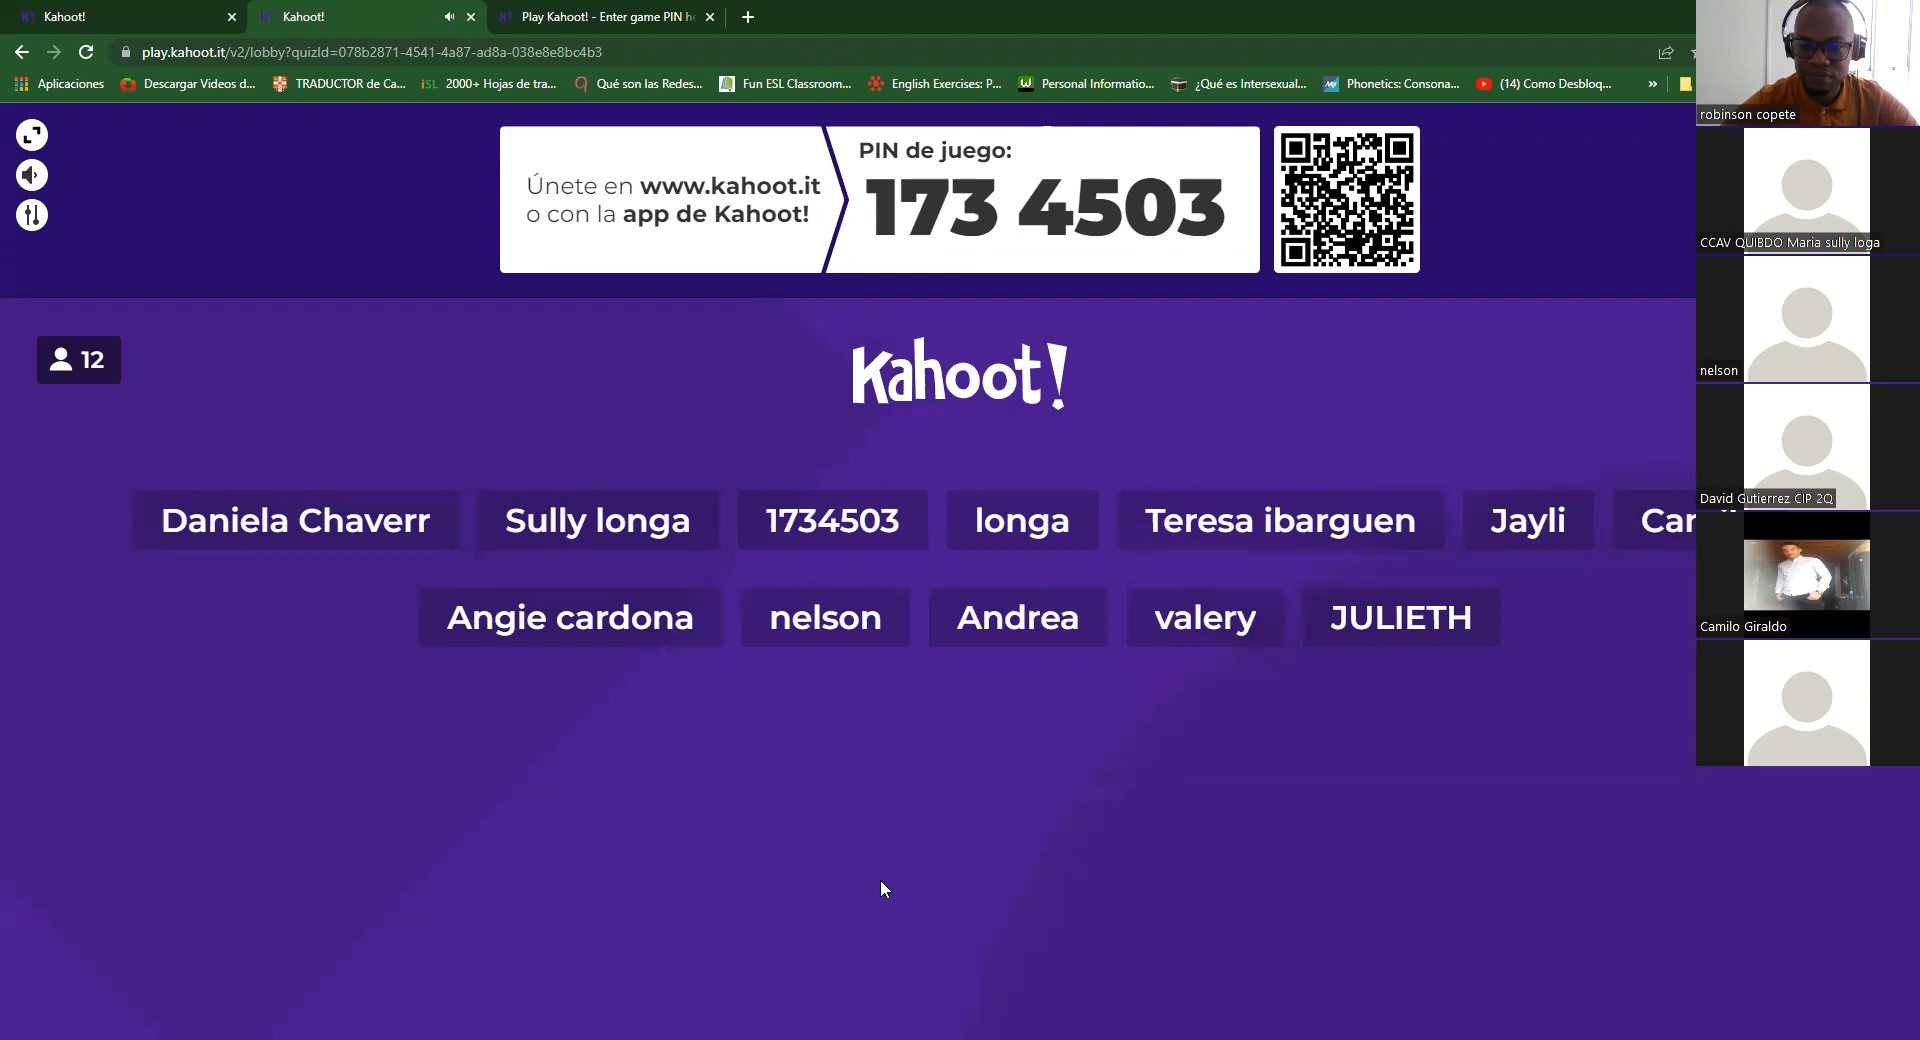 Kahoot!
Kahoot!
Play Kahoot! - Enter game PIN
play.kahoot.it/v2/lobby?quizId=078b2871-4541-4a87-ad8a-038e8e8bc4b3
Aplicaciones
Descargar Videos d...
TRADUCTOR de Ca...
iSL 2000+ Hojas de tra...
Qué son las Redes...
Fun ESL Classroom...
English Exercises: P...
Personal Informatio...
¿Qué es Intersexual...
Phonetics: Consona...
(14) Como Desbloq...
»
Únete en www.kahoot.it
o con la app de Kahoot!
PIN de juego:
173 4503
12
Kahoot!
Daniela Chaverr
Sully longa
1734503
longa
Teresa ibarguen
Jayli
Angie cardona
nelson
Andrea
valery
JULIETH
robinson copete
CCAV QUIBDO Maria sully loga
nelson
David Gutierrez CIP 2Q
Camilo Giraldo